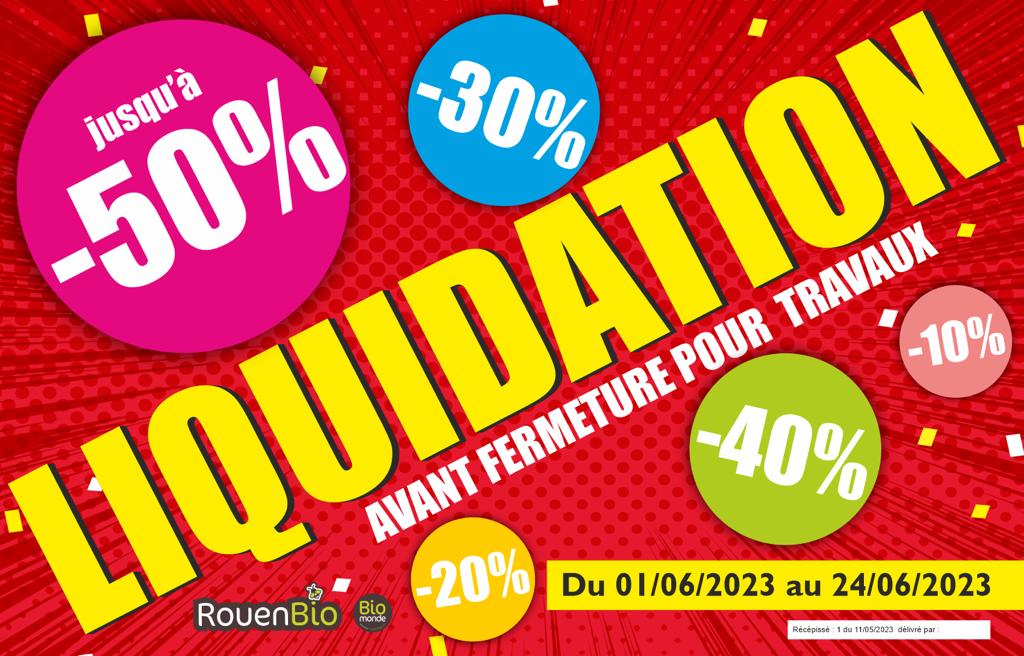 jusqu'à
-50%
-30%
LIQUIDATION
AVANT FERMETURE POUR TRAVAUX
-10%
-40%
-20%
Du 01/06/2023 au 24/06/2023
RouenBio
Bio
monde
Récépissé : 1 du 11/05/2023 délivré par :